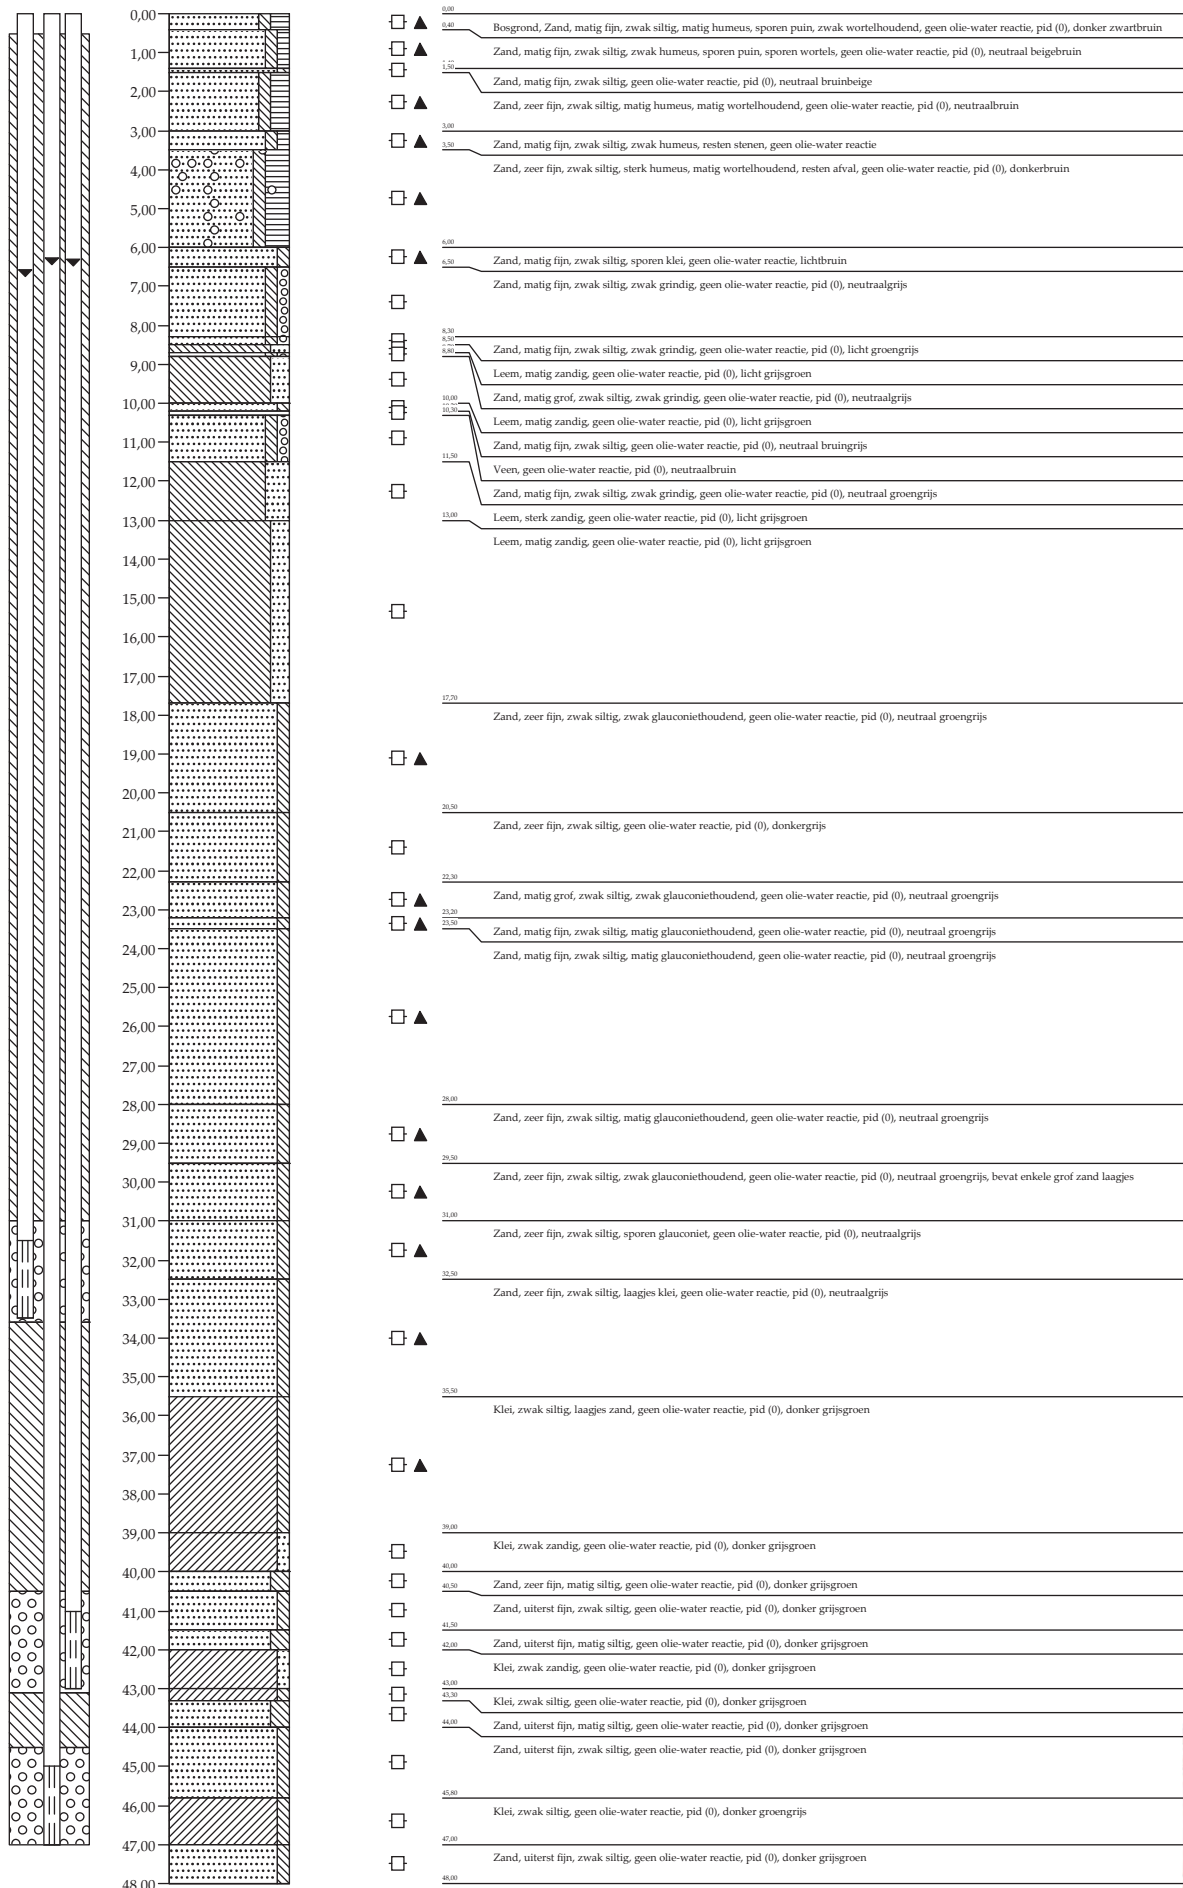 0,00
1,00
2,00
3,00
4,00
5,00
6,00
7,00
8,00
9,00
10,00
11,00
12,00
13,00
14,00
15,00
16,00
17,00
18,00
19,00
20,00
21,00
22,00
23,00
24,00
25,00
26,00
27,00
28,00
29,00
30,00
31,00
32,00
33,00
34,00
35,00
36,00
37,00
38,00
39,00
40,00
41,00
42,00
43,00
44,00
45,00
46,00
47,00
48,00
0,00
Bosgrond, Zand, matig fijn, zwak siltig, matig humeus, sporen puin, zwak wortelhoudend, geen olie-water reactie, pid (0), donker zwartbruin
0,40
Zand, matig fijn, zwak siltig, zwak humeus, sporen puin, sporen wortels, geen olie-water reactie, pid (0), neutraal beigebruin
1,50
Zand, matig fijn, zwak siltig, geen olie-water reactie, pid (0), neutraal bruinbeige
Zand, zeer fijn, zwak siltig, matig humeus, matig wortelhoudend, geen olie-water reactie, pid (0), neutraalbruin
3,00
Zand, matig fijn, zwak siltig, zwak humeus, resten stenen, geen olie-water reactie
3,50
Zand, zeer fijn, zwak siltig, sterk humeus, matig wortelhoudend, resten afval, geen olie-water reactie, pid (0), donkerbruin
6,00
Zand, matig fijn, zwak siltig, sporen klei, geen olie-water reactie, lichtbruin
6,50
Zand, matig fijn, zwak siltig, zwak grindig, geen olie-water reactie, pid (0), neutraalgrijs
8,30
8,50
Zand, matig fijn, zwak siltig, zwak grindig, geen olie-water reactie, pid (0), licht groengrijs
8,80
Leem, matig zandig, geen olie-water reactie, pid (0), licht grijsgroen
Zand, matig grof, zwak siltig, zwak grindig, geen olie-water reactie, pid (0), neutraalgrijs
10,00
Leem, matig zandig, geen olie-water reactie, pid (0), licht grijsgroen
10,30
Zand, matig fijn, zwak siltig, geen olie-water reactie, pid (0), neutraal bruingrijs
11,50
Veen, geen olie-water reactie, pid (0), neutraalbruin
Zand, matig fijn, zwak siltig, zwak grindig, geen olie-water reactie, pid (0), neutraal groengrijs
13,00
Leem, sterk zandig, geen olie-water reactie, pid (0), licht grijsgroen
Leem, matig zandig, geen olie-water reactie, pid (0), licht grijsgroen
17,70
Zand, zeer fijn, zwak siltig, zwak glauconiethoudend, geen olie-water reactie, pid (0), neutraal groengrijs
20,50
Zand, zeer fijn, zwak siltig, geen olie-water reactie, pid (0), donkergrijs
22,30
Zand, matig grof, zwak siltig, zwak glauconiethoudend, geen olie-water reactie, pid (0), neutraal groengrijs
23,20
23,50
Zand, matig fijn, zwak siltig, matig glauconiethoudend, geen olie-water reactie, pid (0), neutraal groengrijs
Zand, matig fijn, zwak siltig, matig glauconiethoudend, geen olie-water reactie, pid (0), neutraal groengrijs
28,00
Zand, zeer fijn, zwak siltig, matig glauconiethoudend, geen olie-water reactie, pid (0), neutraal groengrijs
29,50
Zand, zeer fijn, zwak siltig, zwak glauconiethoudend, geen olie-water reactie, pid (0), neutraal groengrijs, bevat enkele grof zand laagjes
31,00
Zand, zeer fijn, zwak siltig, sporen glauconiet, geen olie-water reactie, pid (0), neutraalgrijs
32,50
Zand, zeer fijn, zwak siltig, laagjes klei, geen olie-water reactie, pid (0), neutraalgrijs
35,50
Klei, zwak siltig, laagjes zand, geen olie-water reactie, pid (0), donker grijsgroen
39,00
Klei, zwak zandig, geen olie-water reactie, pid (0), donker grijsgroen
40,00
Zand, zeer fijn, matig siltig, geen olie-water reactie, pid (0), donker grijsgroen
40,50
Zand, uiterst fijn, zwak siltig, geen olie-water reactie, pid (0), donker grijsgroen
41,50
Zand, uiterst fijn, matig siltig, geen olie-water reactie, pid (0), donker grijsgroen
42,00
Klei, zwak zandig, geen olie-water reactie, pid (0), donker grijsgroen
43,00
43,30
Klei, zwak siltig, geen olie-water reactie, pid (0), donker grijsgroen
44,00
Zand, uiterst fijn, matig siltig, geen olie-water reactie, pid (0), donker grijsgroen
Zand, uiterst fijn, zwak siltig, geen olie-water reactie, pid (0), donker grijsgroen
45,80
Klei, zwak siltig, geen olie-water reactie, pid (0), donker groengrijs
47,00
Zand, uiterst fijn, zwak siltig, geen olie-water reactie, pid (0), donker grijsgroen
48,00